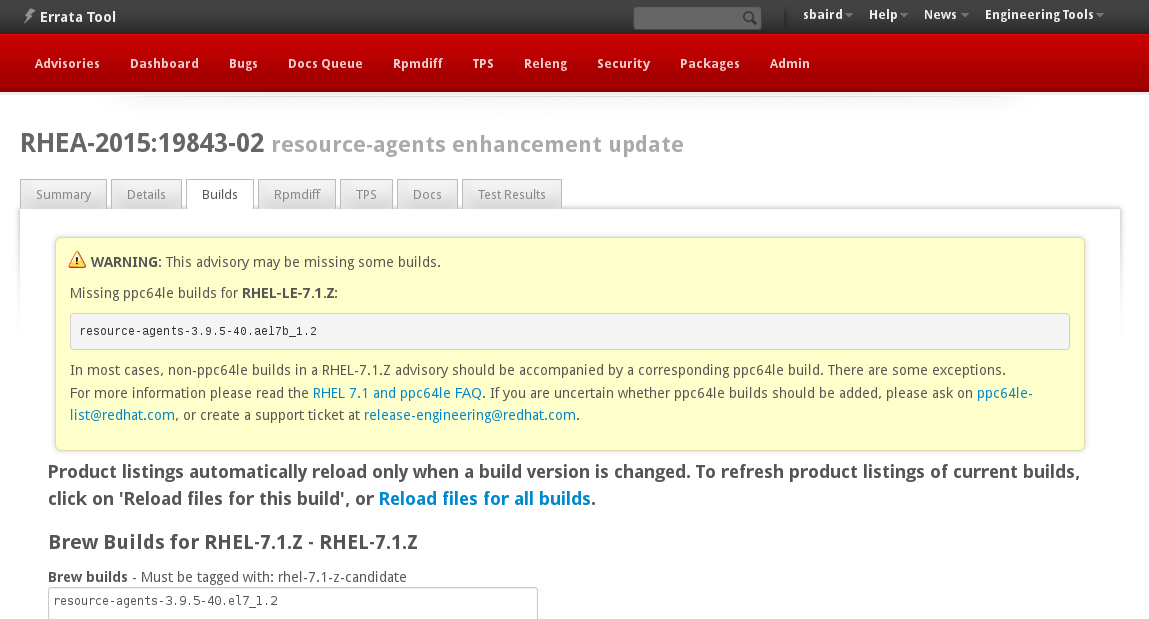 Errata Tool
sbaird Help News Engineering Tools
Advisories Dashboard Bugs Docs Queue Rpmdiff TPS Releng Security Packages Admin
RHEA-2015:19843-02 resource-agents enhancement update
Summary Details Builds Rpmdiff TPS Docs Test Results
WARNING: This advisory may be missing some builds.
Missing ppc64le builds for RHEL-LE-7.1.Z:
resource-agents-3.9.5-40.ael7b_1.2
In most cases, non-ppc64le builds in a RHEL-7.1.Z advisory should be accompanied by a corresponding ppc64le build. There are some exceptions.
For more information please read the RHEL 7.1 and ppc64le FAQ. If you are uncertain whether ppc64le builds should be added, please ask on ppc64le-
list@redhat.com, or create a support ticket at release-engineering@redhat.com.
Product listings automatically reload only when a build version is changed. To refresh product listings of current builds,
click on 'Reload files for this build', or Reload files for all builds.
Brew Builds for RHEL-7.1.Z - RHEL-7.1.Z
Brew builds - Must be tagged with: rhel-7.1-z-candidate
resource-agents-3.9.5-40.el7_1.2